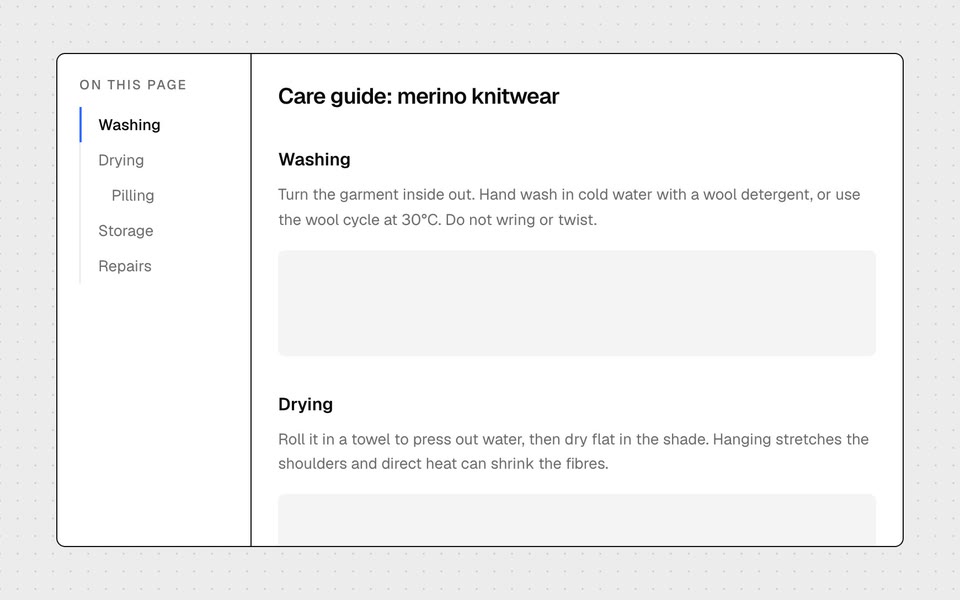 ON THIS PAGE
Washing
Drying
Pilling
Storage
Repairs
Care guide: merino knitwear
Washing
Turn the garment inside out. Hand wash in cold water with a wool detergent, or use
the wool cycle at 30°C. Do not wring or twist.
Drying
Roll it in a towel to press out water, then dry flat in the shade. Hanging stretches the
shoulders and direct heat can shrink the fibres.